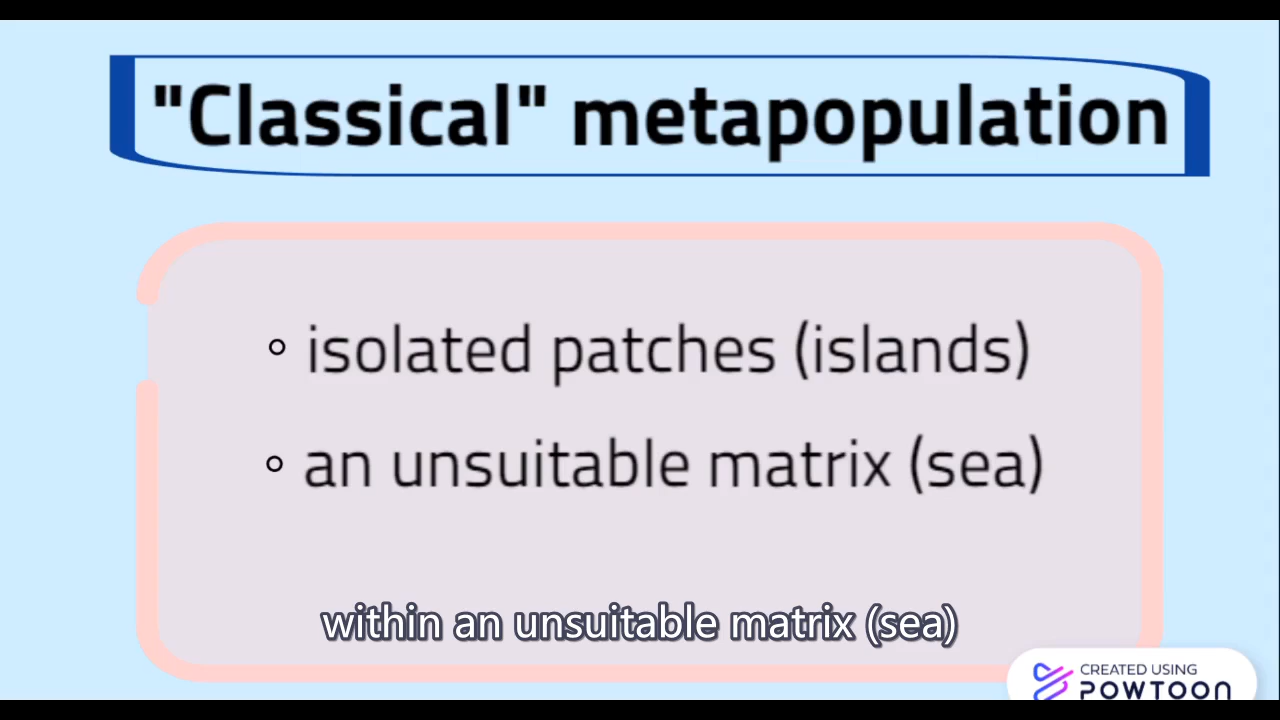 "Classical" metapopulation
◦ isolated patches (islands)
◦ an unsuitable matrix (sea)
within an unsuitable matrix (sea)
CREATED USING
POWTOON